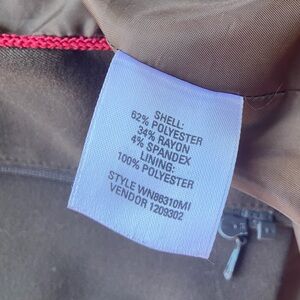 SHELL:
62% POLYESTER
34% RAYON
4% SPANDEX
LINING:
100% POLYESTER
STYLE WN88310MI
VENDOR 1209302